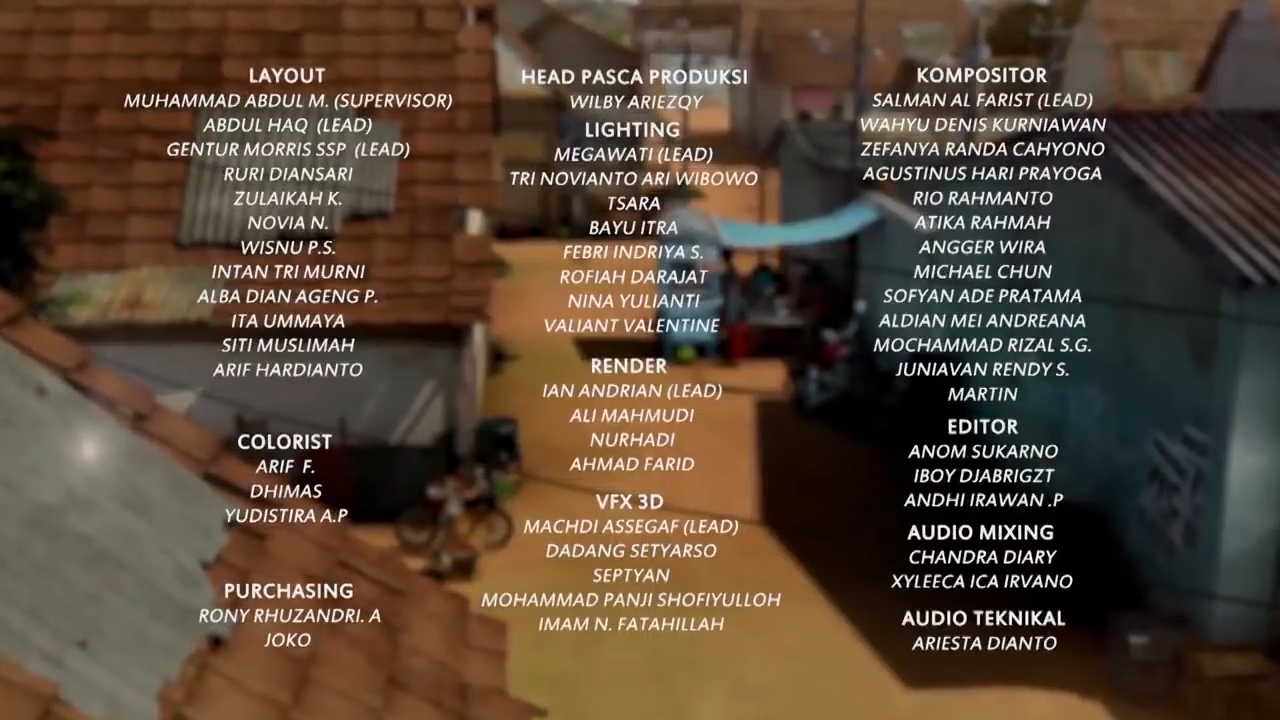 LAYOUT
MUHAMMAD ABDUL M. (SUPERVISOR)
ABDUL HAQ (LEAD)
GENTUR MORRIS SSP (LEAD)
RURI DIANSARI
ZULAIKAH K.
NOVIA N.
WISNU P.S.
INTAN TRI MURNI
ALBA DIAN AGENG P.
ITA UMMAYA
SITI MUSLIMAH
ARIF HARDIANTO
COLORIST
ARIF F.
DHIMAS
YUDISTIRA A.P
PURCHASING
RONY RHUZANDRI. A
JOKO
HEAD PASCA PRODUKSI
WILBY ARIEZQY
LIGHTING
MEGAWATI (LEAD)
TRI NOVIANTO ARI WIBOWO
TSARA
BAYU ITRA
FEBRI INDRIYA S.
ROFIAH DARAJAT
NINA YULIANTI
VALIANT VALENTINE
RENDER
IAN ANDRIAN (LEAD)
ALI MAHMUDI
NURHADI
AHMAD FARID
VFX 3D
MACHDI ASSEGAF (LEAD)
DADANG SETYARSO
SEPTYAN
MOHAMMAD PANJI SHOFIYULLOH
IMAM N. FATAHILLAH
KOMPOSITOR
SALMAN AL FARIST (LEAD)
WAHYU DENIS KURNIAWAN
ZEFANYA RANDA CAHYONO
AGUSTINUS HARI PRAYOGA
RIO RAHMANTO
ATIKA RAHMAH
ANGGER WIRA
MICHAEL CHUN
SOFYAN ADE PRATAMA
ALDIAN MEI ANDREANA
MOCHAMMAD RIZAL S.G.
JUNIAVAN RENDY S.
MARTIN
EDITOR
ANOM SUKARNO
IBOY DJABRIGZT
ANDHI IRAWAN .P
AUDIO MIXING
CHANDRA DIARY
XYLEECA ICA IRVANO
AUDIO TEKNIKAL
ARIESTA DIANTO